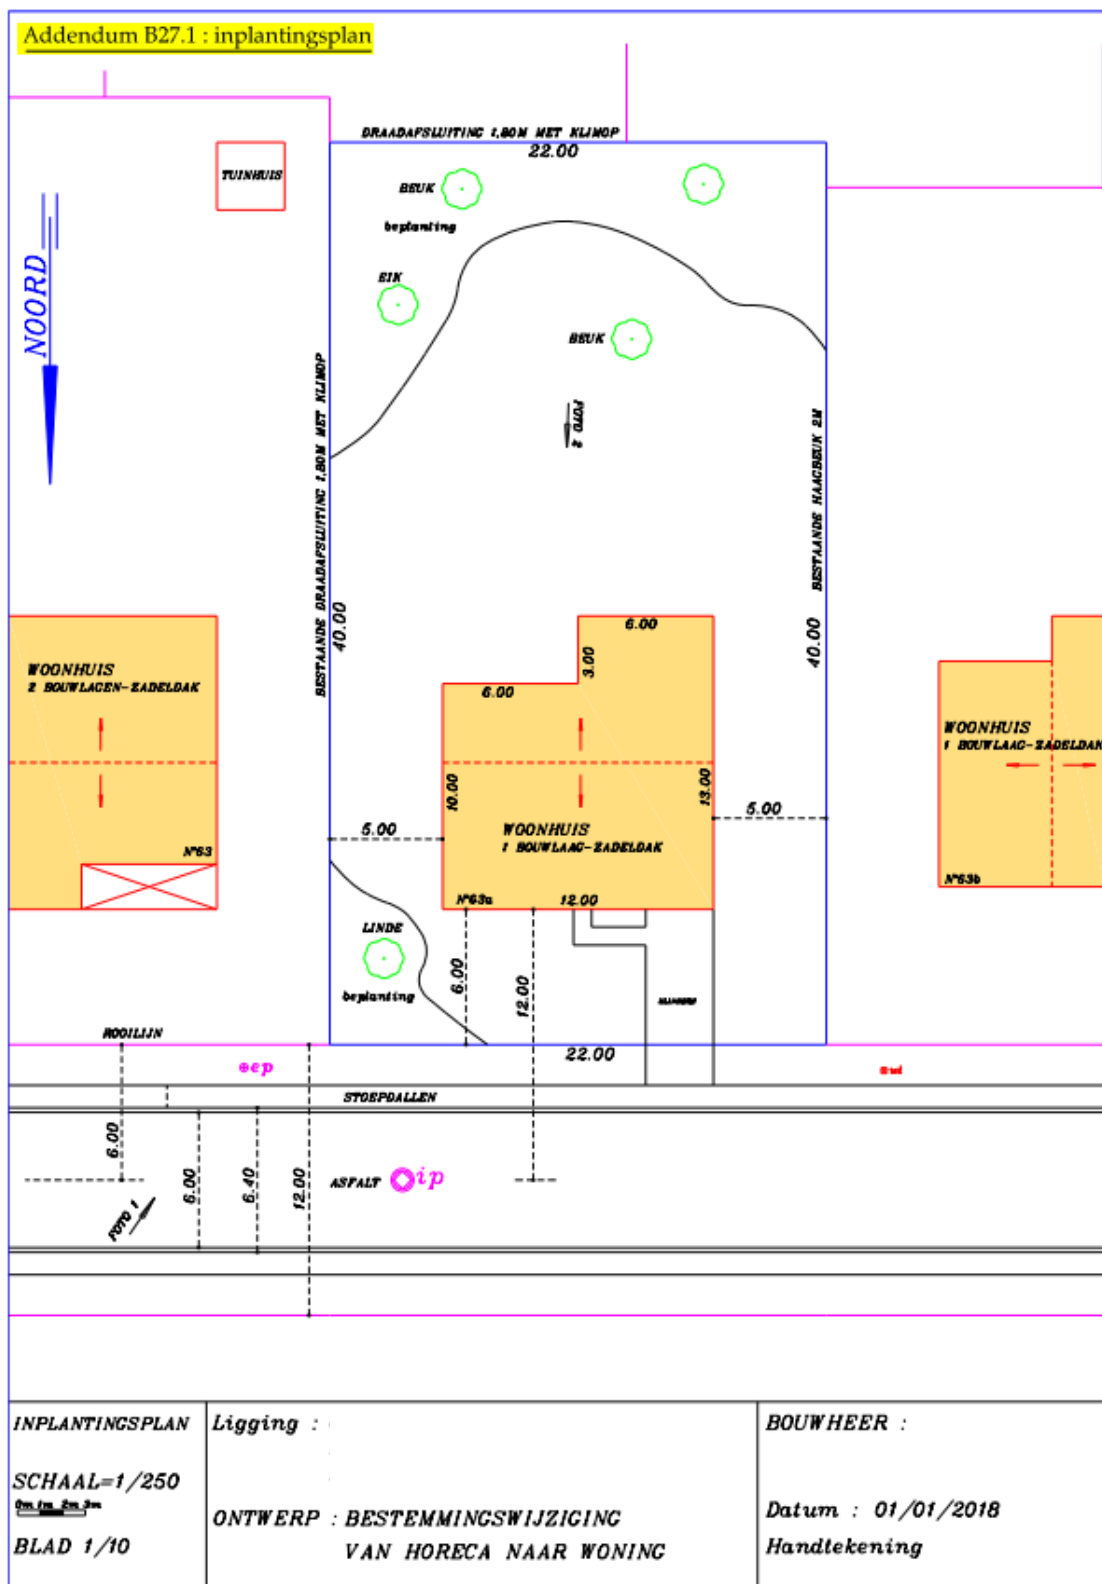 Addendum B27.1 : inplantingsplan
DRAADAFSLUITING 1,80M MET KLIMOP
22.00
TUINHUIS
BEUK
beplanting
NOORD
EIK
BEUK
FOTO 2
BESTAANDE DRAADAFSLUITING 1,80M MET KLIMOP
40.00
BESTAANDE HAAGBEUK 2M
40.00
6.00
3.00
6.00
WOONHUIS
2 BOUWLAGEN-ZADELDAK
WOONHUIS
1 BOUWLAAG-ZADELDAK
10.00
13.00
5.00
5.00
WOONHUIS
1 BOUWLAAG-ZADELDAK
N°63
N°63a
12.00
N°63b
LINDE
beplanting
6.00
12.00
ROOILIJN
22.00
ep
STOEPDALLEN
6.00
6.00
6.40
12.00
ASFALT
ip
FOTO 1
INPLANTINGSPLAN
SCHAAL=1/250
0m 1m 2m 3m
BLAD 1/10
Ligging :
ONTWERP : BESTEMMINGSWIJZIGING
VAN HORECA NAAR WONING
BOUWHEER :
Datum : 01/01/2018
Handtekening